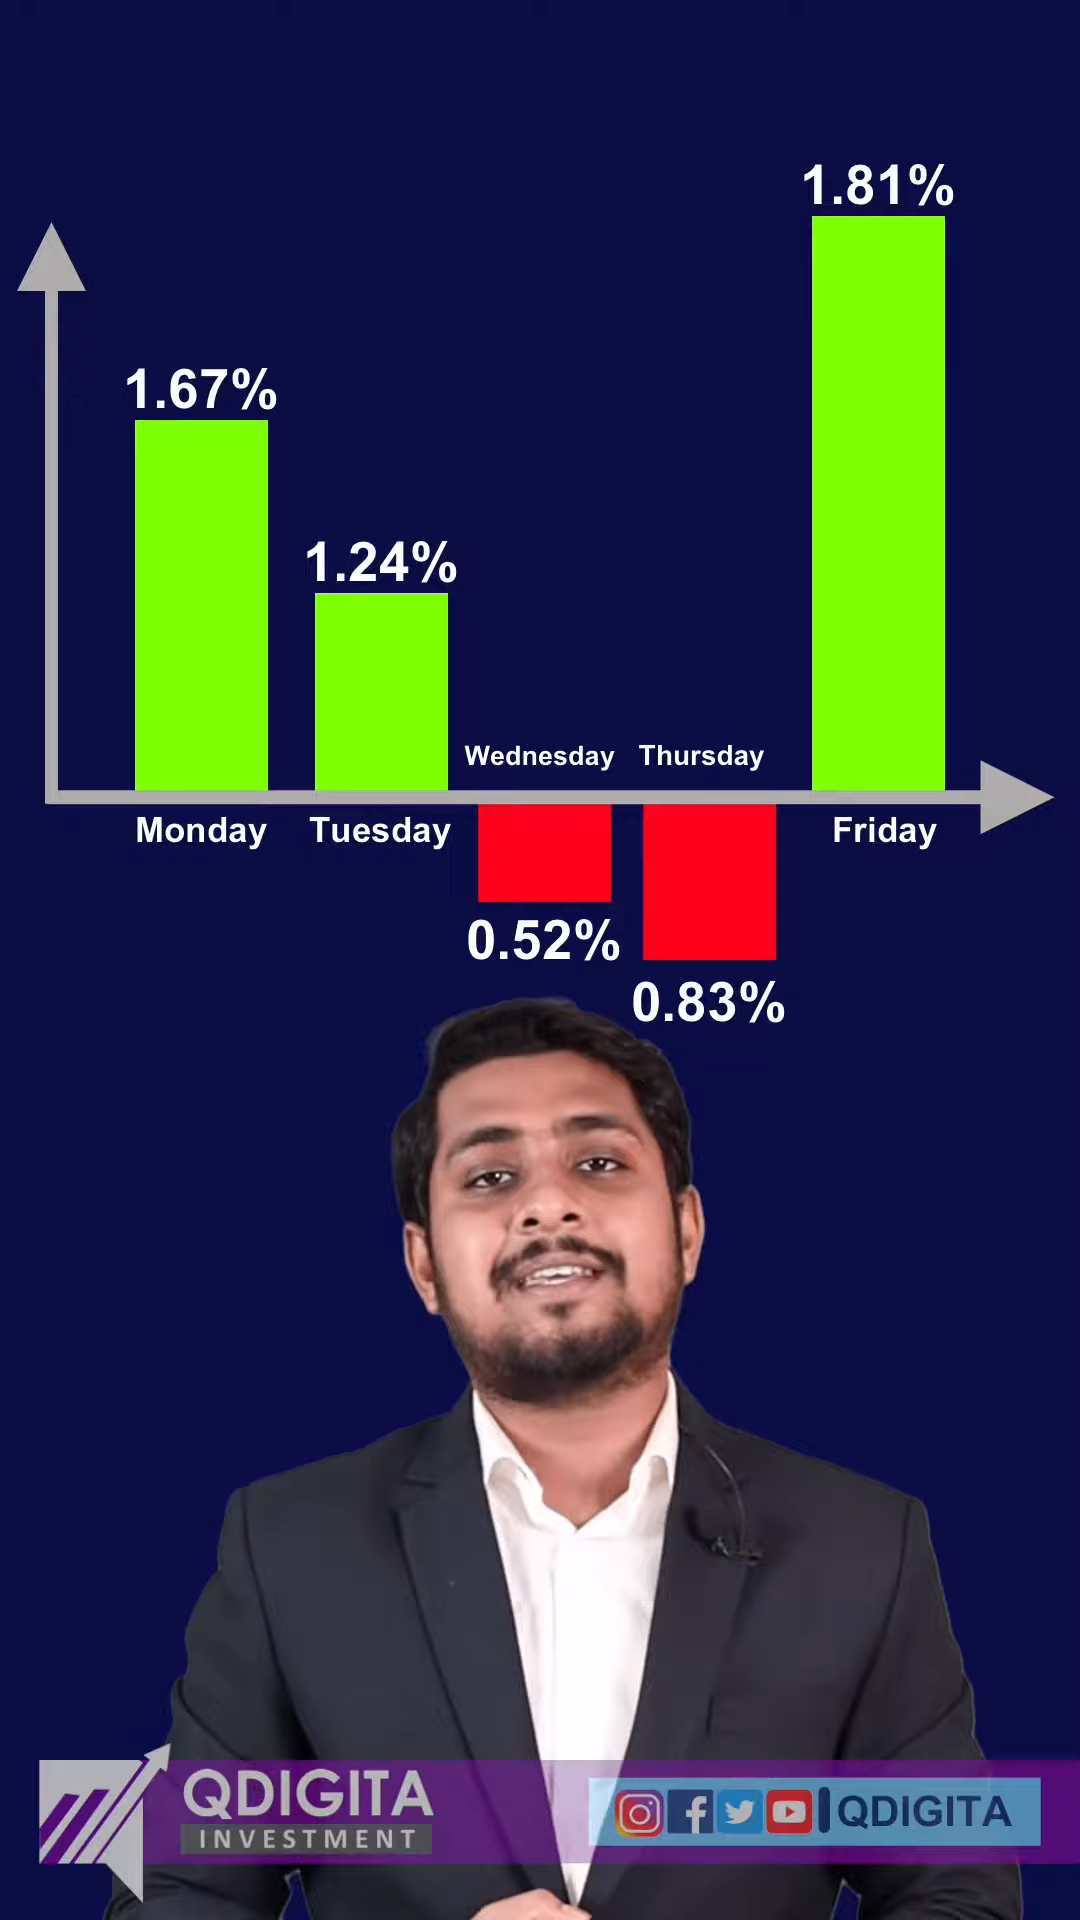 1.81%
1.67%
1.24%
Wednesday Thursday
Monday Tuesday Friday
0.52%
0.83%
QDIGITA
INVESTMENT
QDIGITA